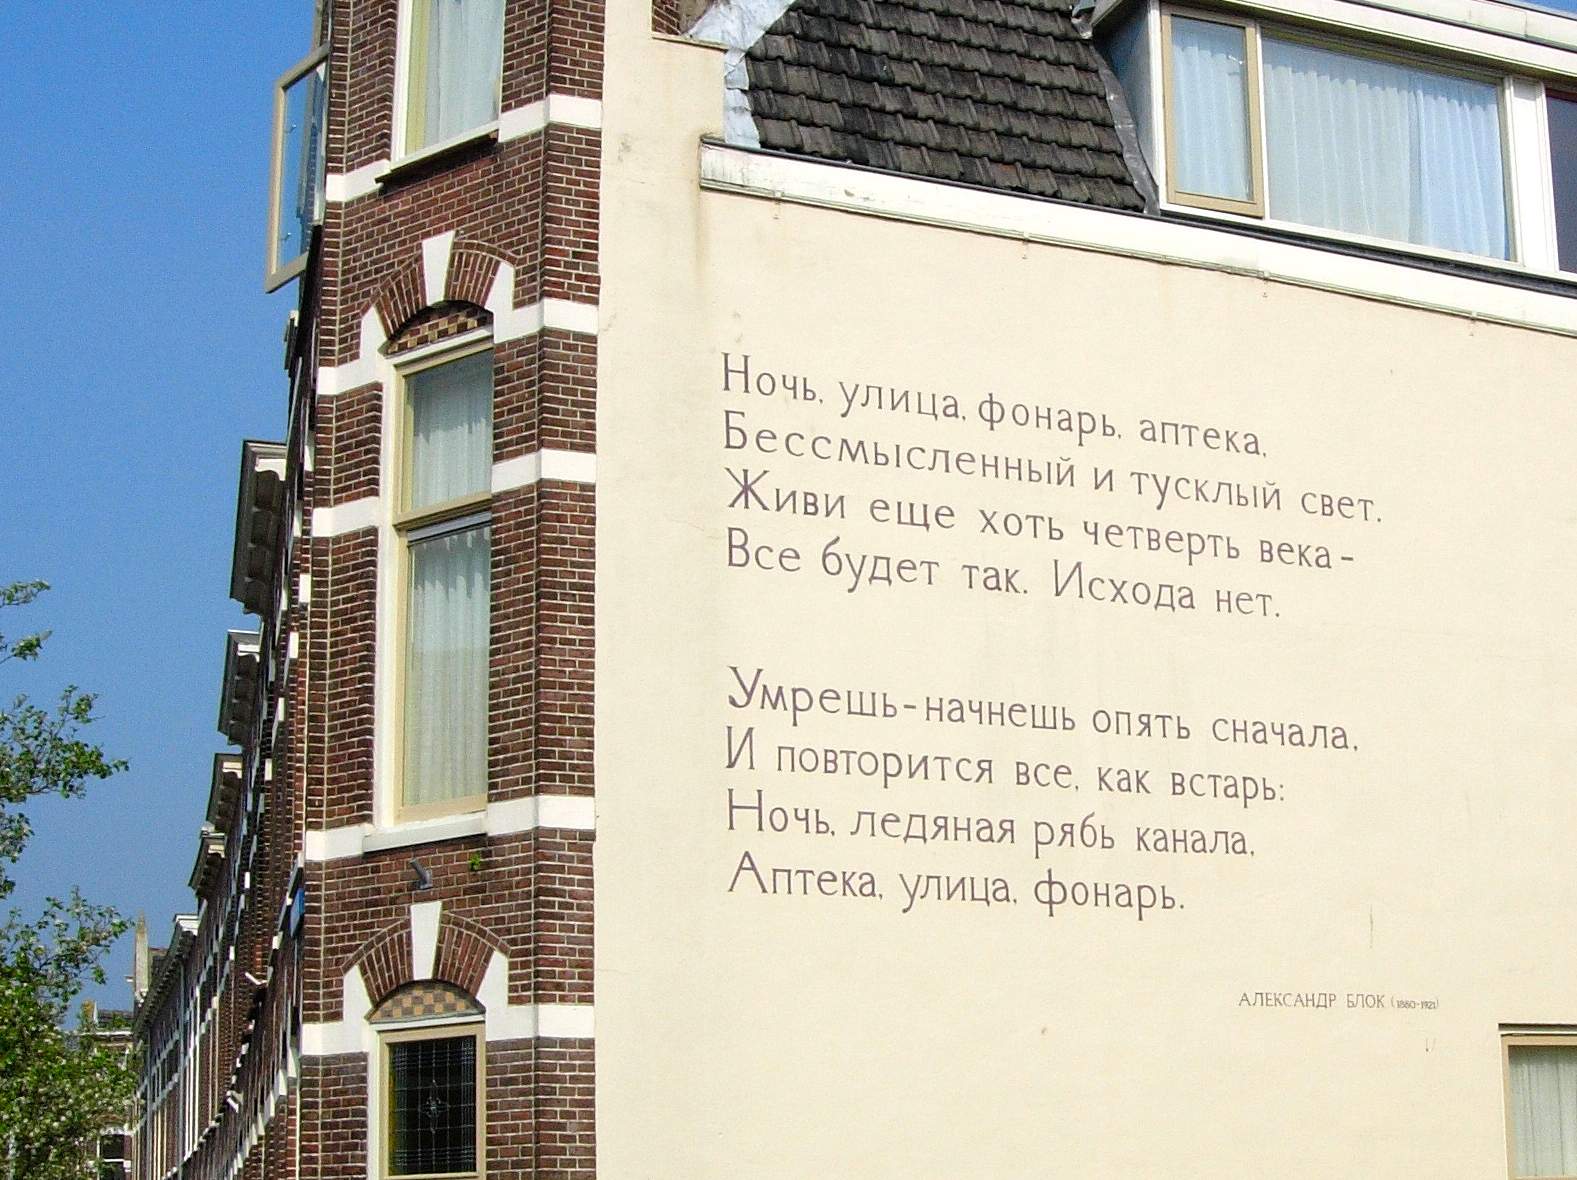 Ночь, улица, фонарь, аптека,
Бессмысленный и тусклый свет.
Живи еще хоть четверть века -
Все будет так. Исхода нет.
Умрешь - начнешь опять сначала,
И повторится все, как встарь:
Ночь, ледяная рябь канала,
Аптека, улица, фонарь.
АЛЕКСАНДР БЛОК (1880-1921)